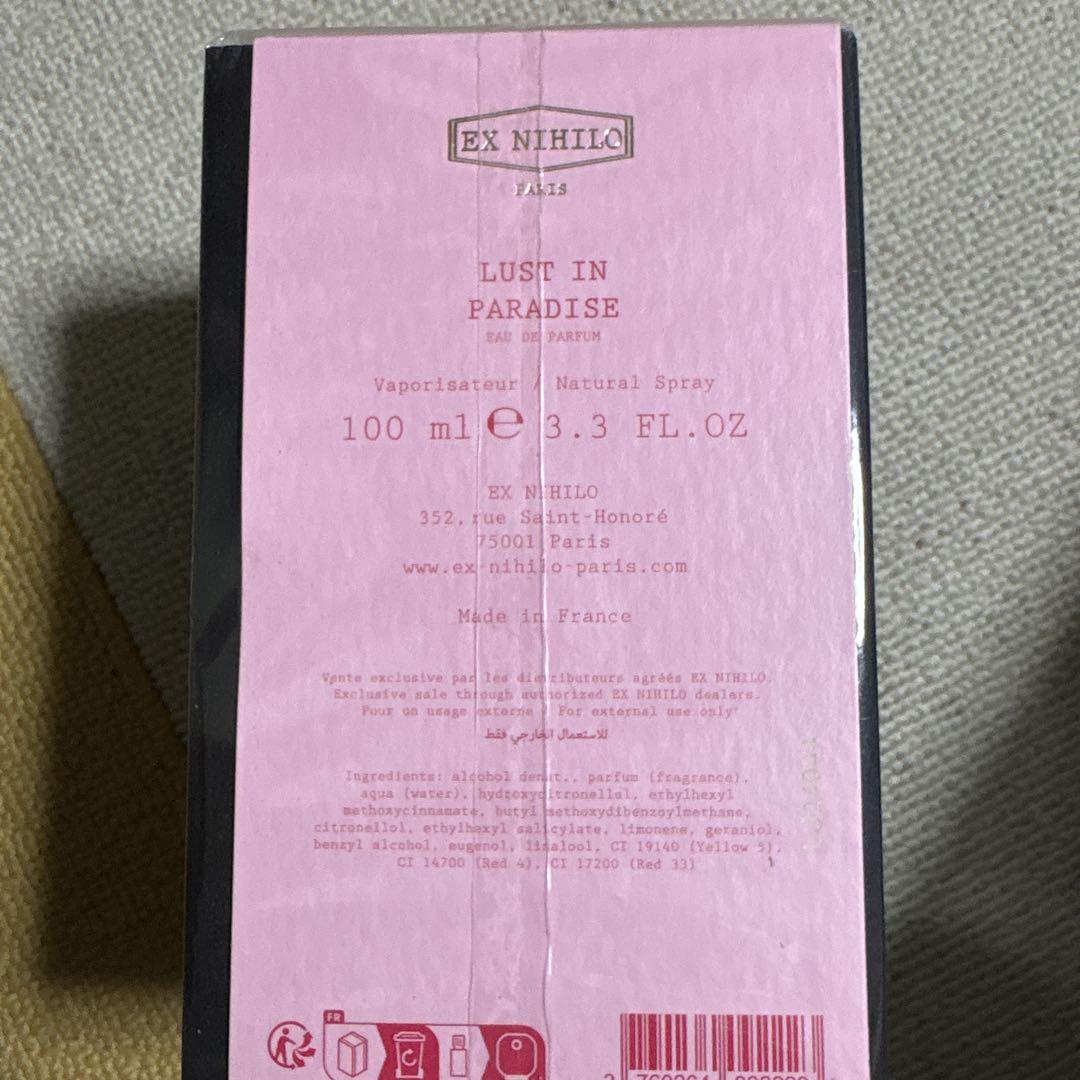 EX NIHILO
PARIS
LUST IN
PARADISE
EAU DE PARFUM
Vaporisateur / Natural Spray
100 ml e 3.3 FL.OZ
EX NIHILO
352, rue Saint-Honoré
75001 Paris
www.ex-nihilo-paris.com
Made in France
Vente exclusive par les distributeurs agréés EX NIHILO.
Exclusive sale through authorized EX NIHILO dealers.
Pour un usage externe / For external use only
للاستعمال الخارجي فقط
Ingredients: alcohol denat., parfum (fragrance),
aqua (water), hydroxycitronellal, ethylhexyl
methoxycinnamate, butyl methoxydibenzoylmethane,
citronellol, ethylhexyl salicylate, limonene, geraniol,
benzyl alcohol, eugenol, linalool, CI 19140 (Yellow 5),
CI 14700 (Red 4), CI 17200 (Red 33)
FR